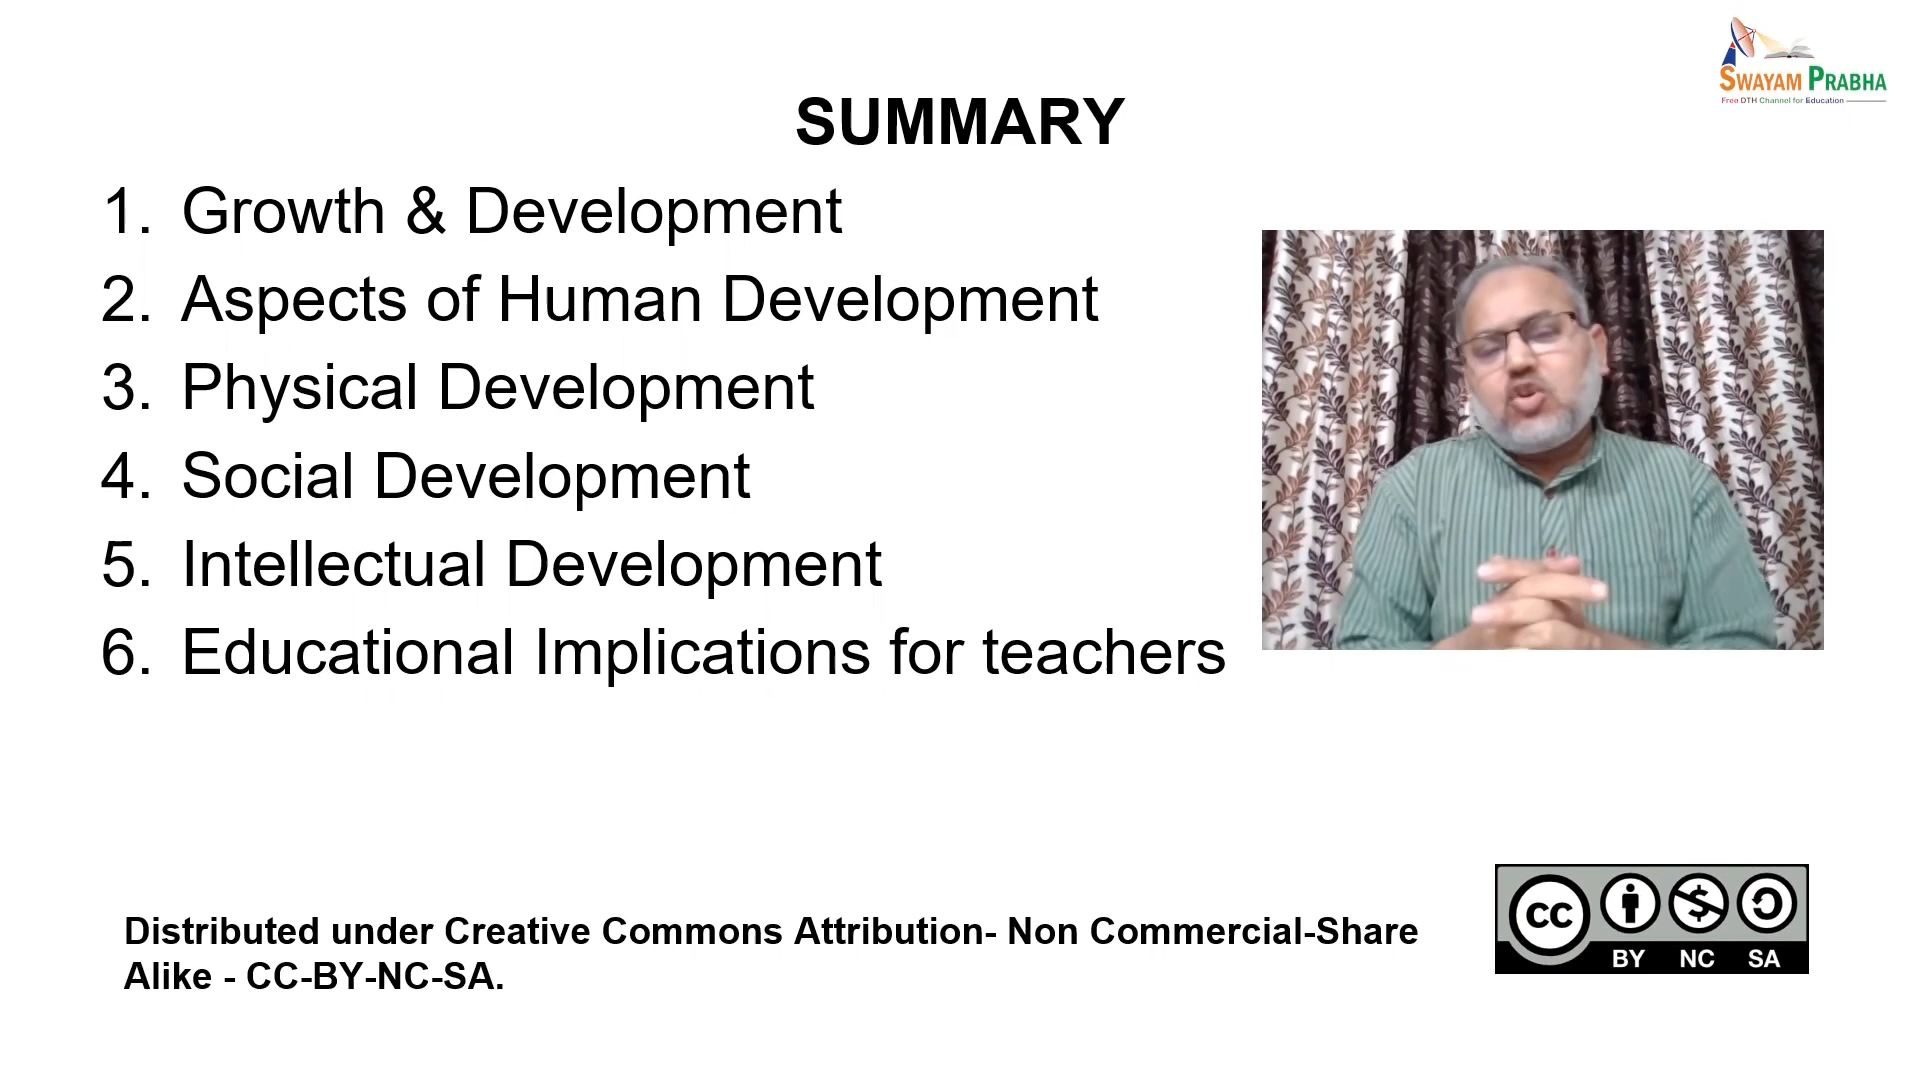 SWAYAM PRABHA
Free DTH Channel for Education
SUMMARY
1. Growth & Development
2. Aspects of Human Development
3. Physical Development
4. Social Development
5. Intellectual Development
6. Educational Implications for teachers
Distributed under Creative Commons Attribution- Non Commercial-Share
Alike - CC-BY-NC-SA.
CC
BY NC SA